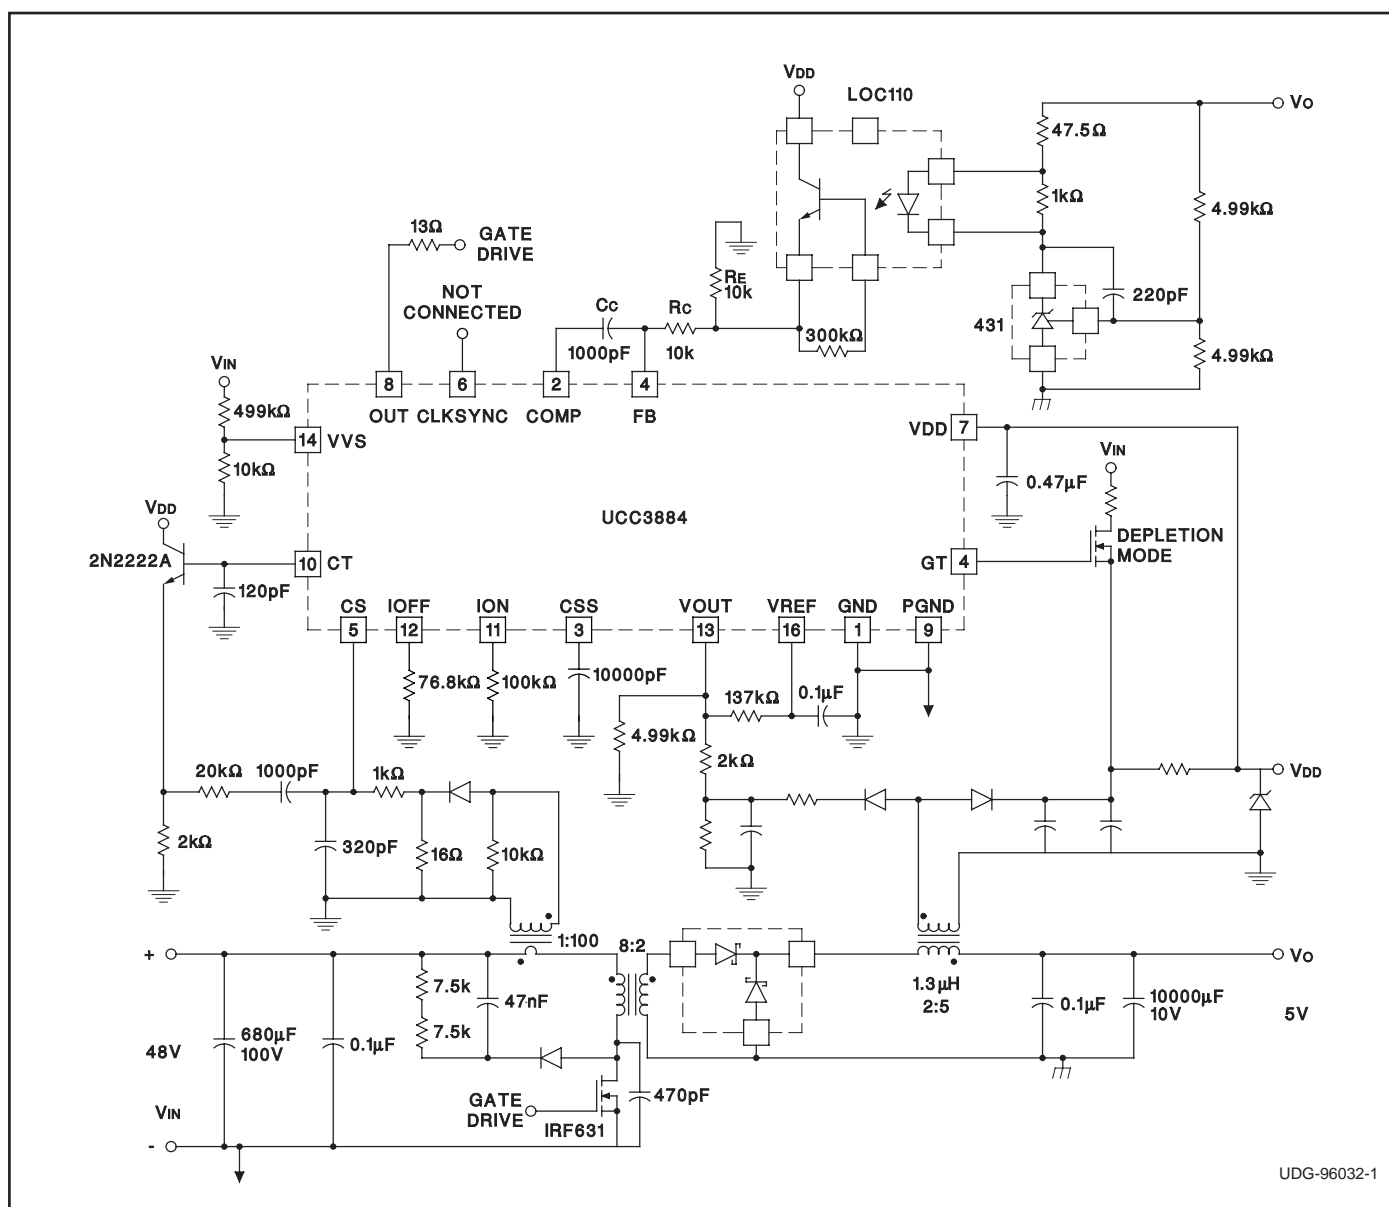 VDD
LOC110
VO
47.5Ω
1kΩ
4.99kΩ
13Ω
GATE
DRIVE
NOT
CONNECTED
RE
10k
CC
1000pF
RC
10k
300kΩ
220pF
431
4.99kΩ
VIN
499kΩ
10kΩ
8
6
2
4
OUT
CLKSYNC
COMP
FB
14
VVS
VDD
7
0.47µF
VIN
UCC3884
DEPLETION
MODE
VDD
2N2222A
10
CT
GT
4
120pF
CS
IOFF
ION
CSS
VOUT
VREF
GND
PGND
5
12
11
3
13
16
1
9
76.8kΩ
100kΩ
10000pF
137kΩ
0.1µF
4.99kΩ
2kΩ
20kΩ
1000pF
1kΩ
VDD
2kΩ
320pF
16Ω
10kΩ
1:100
8:2
+
VO
7.5k
47nF
7.5k
1.3µH
2:5
0.1µF
10000µF
10V
5V
48V
680µF
100V
0.1µF
470pF
GATE
DRIVE
IRF631
VIN
-
UDG-96032-1